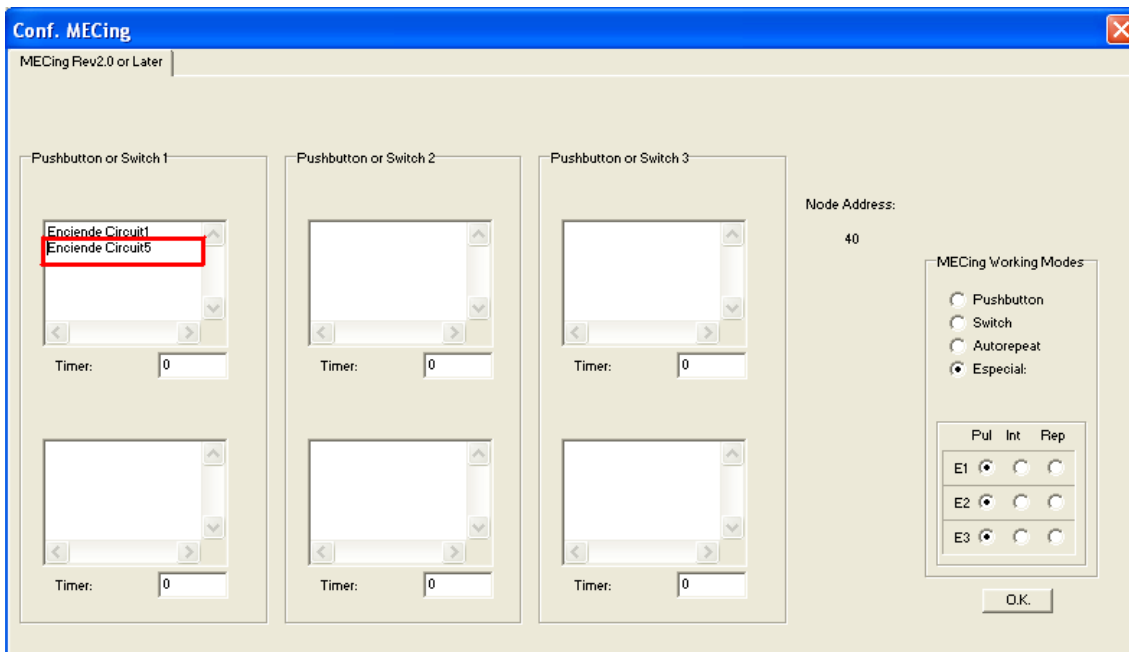 Conf. MECing
MECing Rev2.0 or Later
Pushbutton or Switch 1
Enciende Circuit1
Enciende Circuit5
Timer: 0
Timer: 0
Pushbutton or Switch 2
Timer: 0
Timer: 0
Pushbutton or Switch 3
Timer: 0
Timer: 0
Node Address:
40
MECing Working Modes
Pushbutton
Switch
Autorepeat
Especial:
Pul Int Rep
E1
E2
E3
O.K.